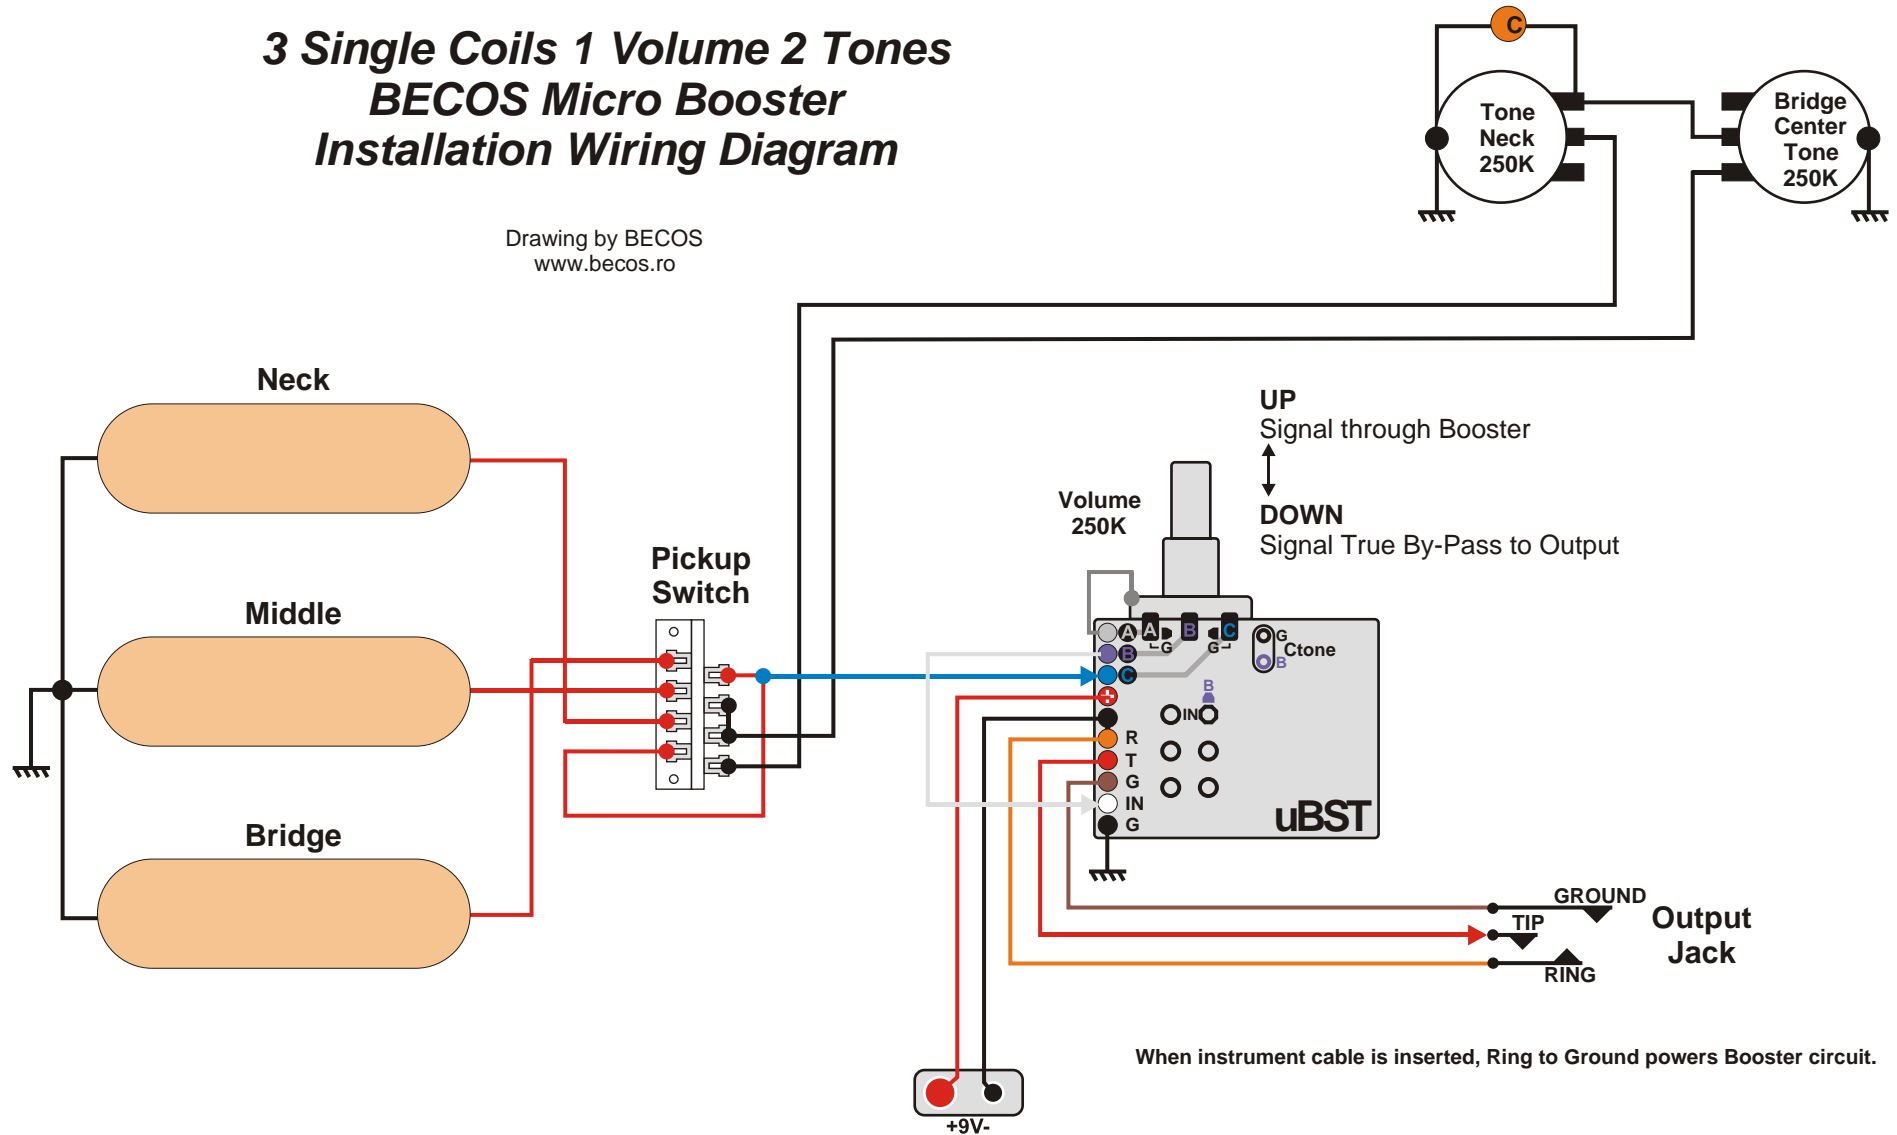 3 Single Coils 1 Volume 2 Tones
BECOS Micro Booster
Installation Wiring Diagram
Drawing by BECOS
www.becos.ro
C
Tone
Neck
250K
Bridge
Center
Tone
250K
Neck
Middle
Bridge
Pickup
Switch
UP
Signal through Booster
DOWN
Signal True By-Pass to Output
Volume
250K
A A B C
G G
B
C
G
Ctone
B
+
B
IN
R
T
G
IN
G
uBST
GROUND
TIP
RING
Output
Jack
When instrument cable is inserted, Ring to Ground powers Booster circuit.
+9V-